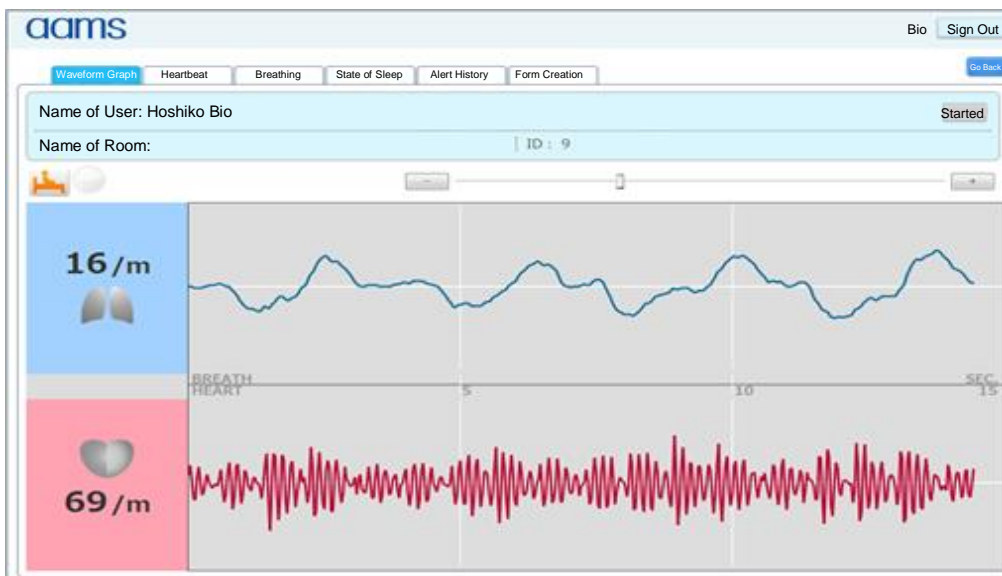 aams
Bio Sign Out
Waveform Graph Heartbeat Breathing State of Sleep Alert History Form Creation Go Back
Name of User: Hoshiko Bio Started
Name of Room: ID : 9
- +
16/m
BREATH SEC.
HEART 5 10 15
69/m